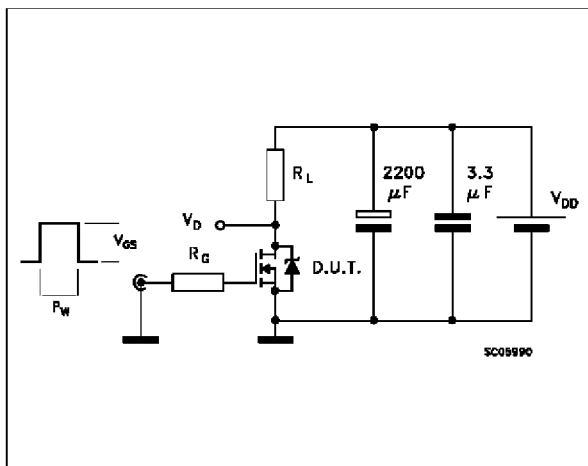 2200
μF
3.3
μF
R_L
V_DD
V_D
V_GS
R_G
D.U.T.
P_W
SC05990